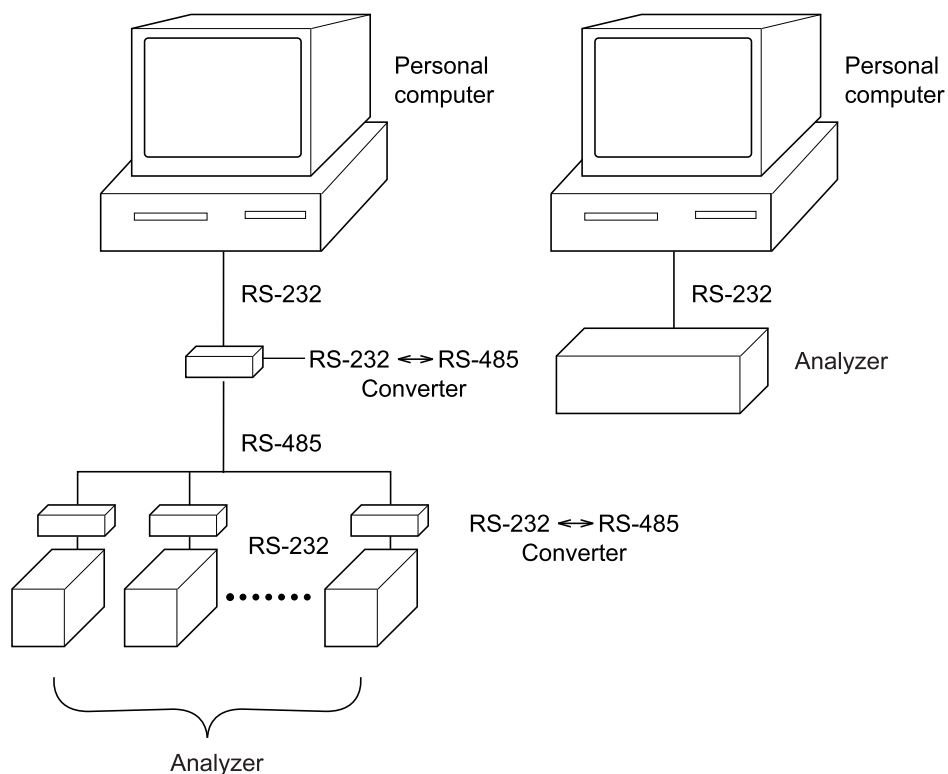 Personal
computer
RS-232
RS-232 ↔ RS-485
Converter
RS-485
RS-232
RS-232 ↔ RS-485
Converter
Analyzer
Personal
computer
RS-232
Analyzer